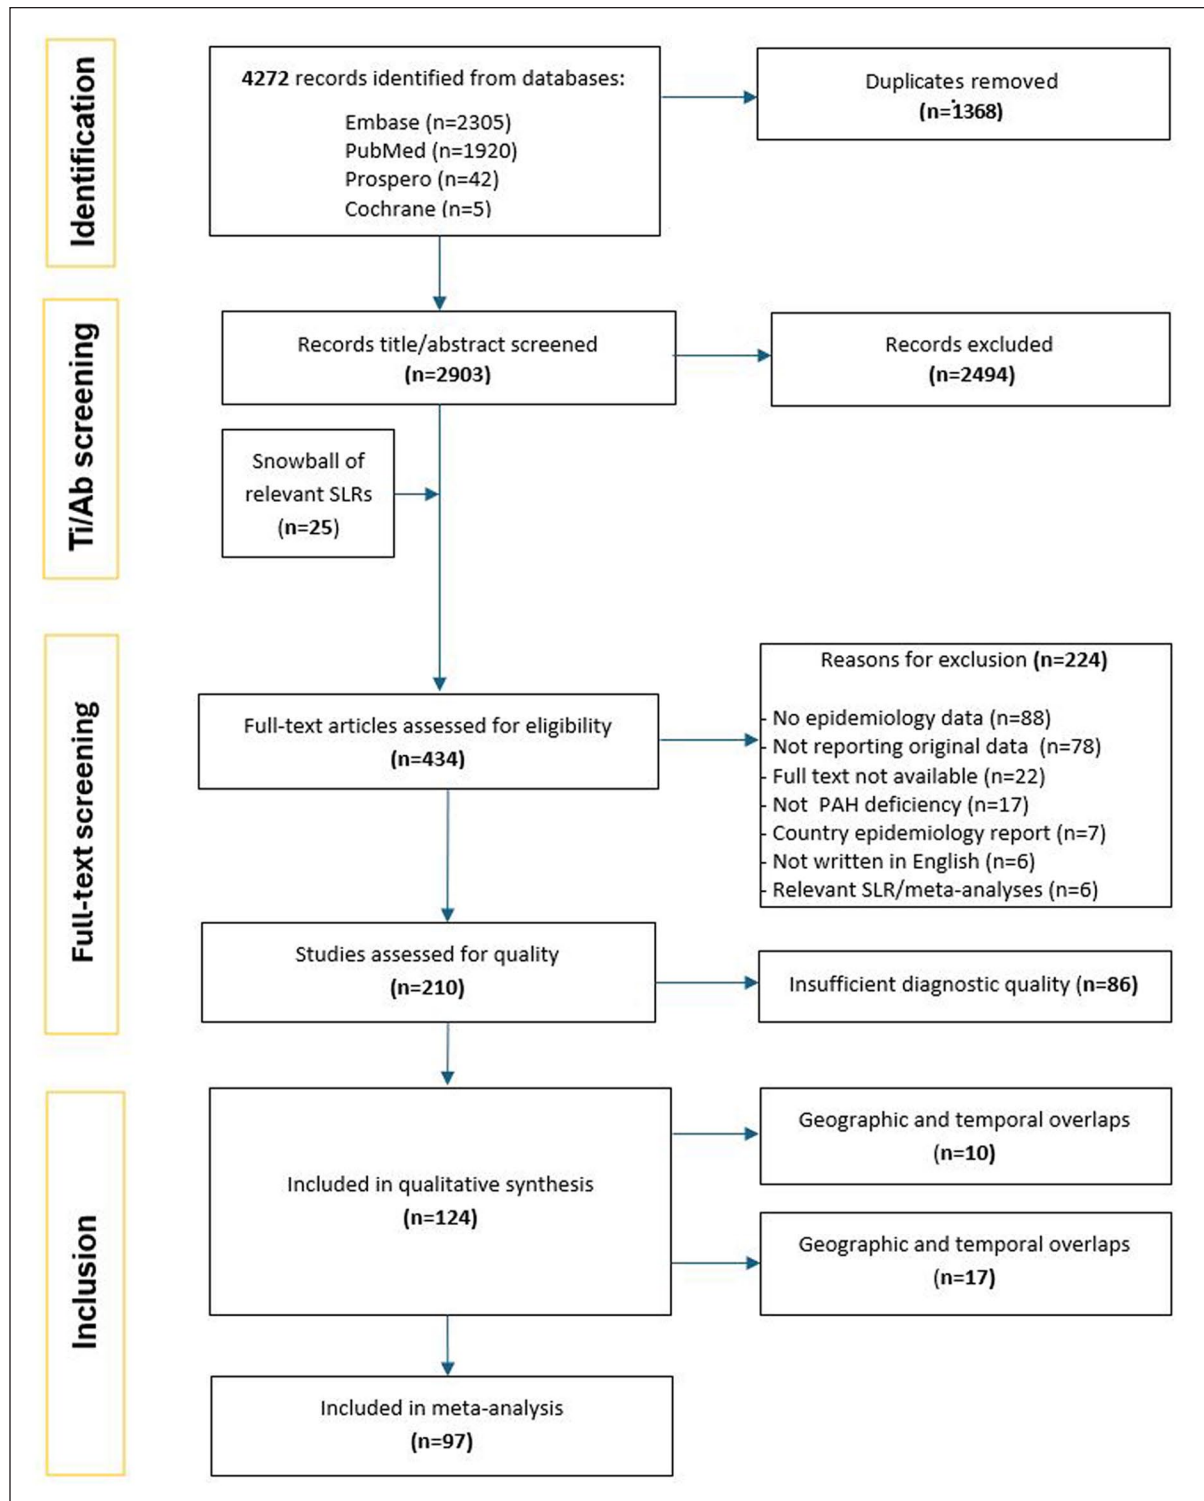 Identification
4272 records identified from databases:
Embase (n=2305)
PubMed (n=1920)
Prospero (n=42)
Cochrane (n=5)
Duplicates removed
(n=1368)
Ti/Ab screening
Records title/abstract screened
(n=2903)
Records excluded
(n=2494)
Snowball of
relevant SLRs
(n=25)
Full-text screening
Full-text articles assessed for eligibility
(n=434)
Reasons for exclusion (n=224)
- No epidemiology data (n=88)
- Not reporting original data (n=78)
- Full text not available (n=22)
- Not PAH deficiency (n=17)
- Country epidemiology report (n=7)
- Not written in English (n=6)
- Relevant SLR/meta-analyses (n=6)
Studies assessed for quality
(n=210)
Insufficient diagnostic quality (n=86)
Inclusion
Included in qualitative synthesis
(n=124)
Geographic and temporal overlaps
(n=10)
Geographic and temporal overlaps
(n=17)
Included in meta-analysis
(n=97)